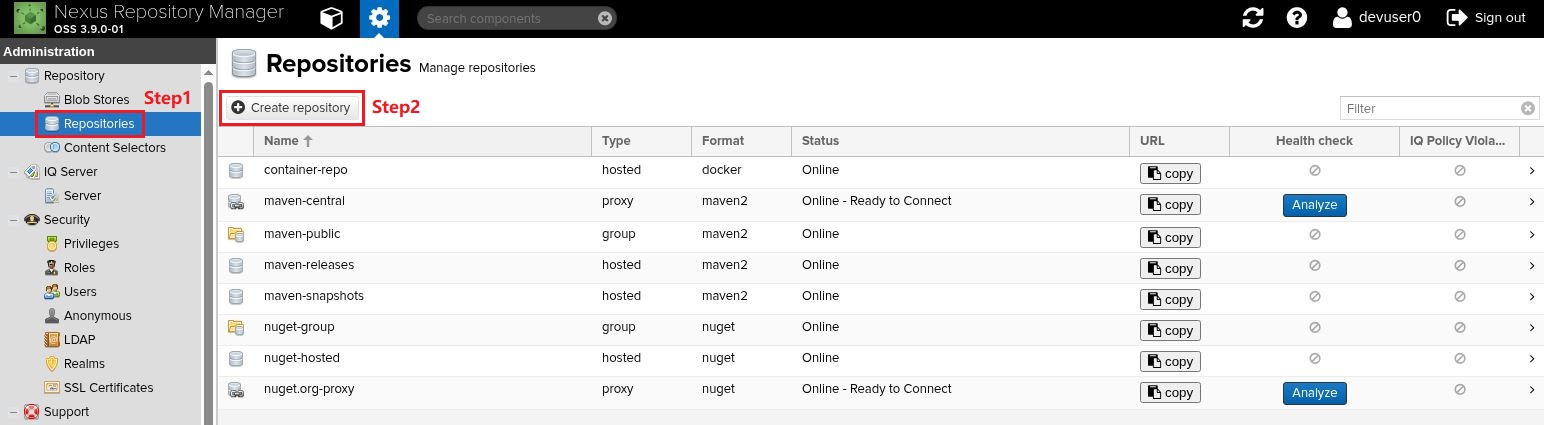 Nexus Repository Manager
OSS 3.9.0-01
Search components
devuser0
Sign out
Administration
Repository
Blob Stores
Step1
Repositories
Content Selectors
IQ Server
Server
Security
Privileges
Roles
Users
Anonymous
LDAP
Realms
SSL Certificates
Support
Repositories Manage repositories
Create repository
Step2
Filter
Name Type Format Status URL Health check IQ Policy Viola...
container-repo hosted docker Online copy
maven-central proxy maven2 Online - Ready to Connect copy Analyze
maven-public group maven2 Online copy
maven-releases hosted maven2 Online copy
maven-snapshots hosted maven2 Online copy
nuget-group group nuget Online copy
nuget-hosted hosted nuget Online copy
nuget.org-proxy proxy nuget Online - Ready to Connect copy Analyze